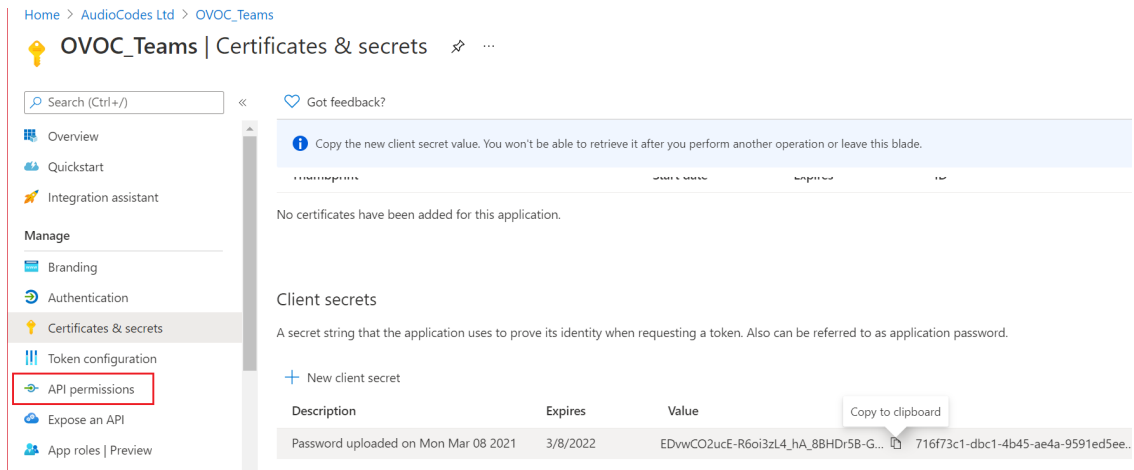 Home > AudioCodes Ltd > OVOC_Teams
OVOC_Teams | Certificates & secrets
Search (Ctrl+/)
Overview
Quickstart
Integration assistant
Manage
Branding
Authentication
Certificates & secrets
Token configuration
API permissions
Expose an API
App roles | Preview
Got feedback?
Copy the new client secret value. You won't be able to retrieve it after you perform another operation or leave this blade.
Thumbprint Start date Expires ID
No certificates have been added for this application.
Client secrets
A secret string that the application uses to prove its identity when requesting a token. Also can be referred to as application password.
New client secret
Description Expires Value
Copy to clipboard
Password uploaded on Mon Mar 08 2021 3/8/2022 EDvwCO2ucE-R6oi3zL4_hA_8BHDr5B-G... 716f73c1-dbc1-4b45-ae4a-9591ed5ee...